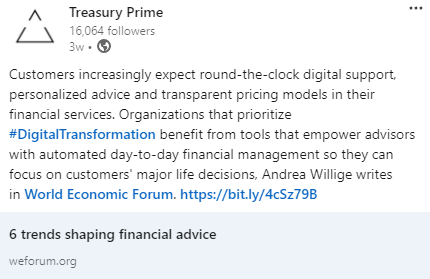 Treasury Prime
16,064 followers
3w •
Customers increasingly expect round-the-clock digital support,
personalized advice and transparent pricing models in their
financial services. Organizations that prioritize
#DigitalTransformation benefit from tools that empower advisors
with automated day-to-day financial management so they can
focus on customers' major life decisions, Andrea Willige writes
in World Economic Forum. https://bit.ly/4cSz79B
6 trends shaping financial advice
weforum.org